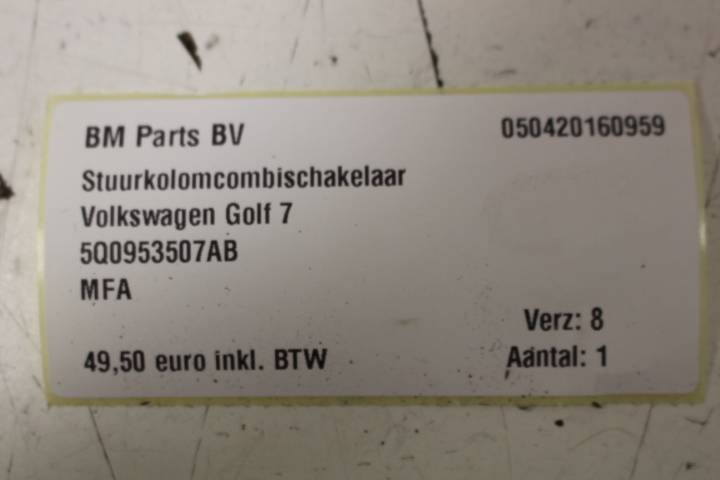 BM Parts BV 050420160959
Stuurkolomcombischakelaar
Volkswagen Golf 7
5Q0953507AB
MFA
Verz: 8
49,50 euro inkl. BTW Aantal: 1